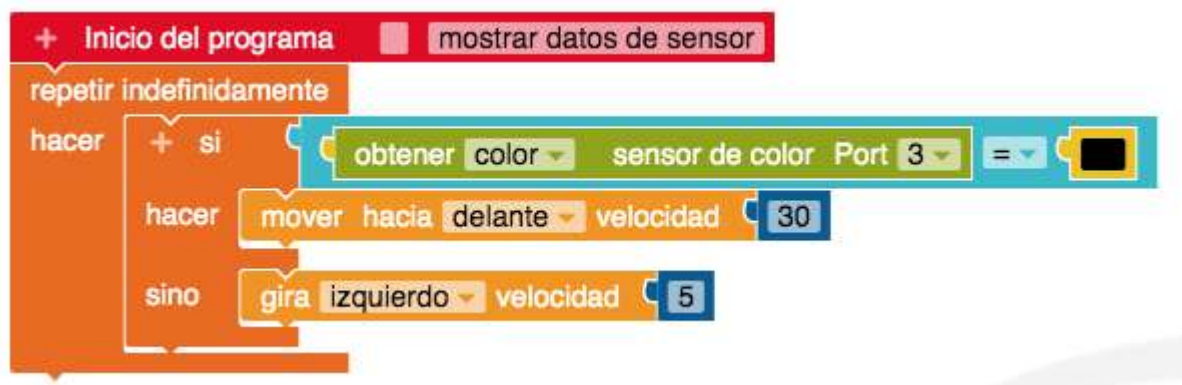 + Inicio del programa mostrar datos de sensor
repetir indefinidamente
hacer + si obtener color sensor de color Port 3 =
hacer mover hacia delante velocidad 30
sino gira izquierdo velocidad 5